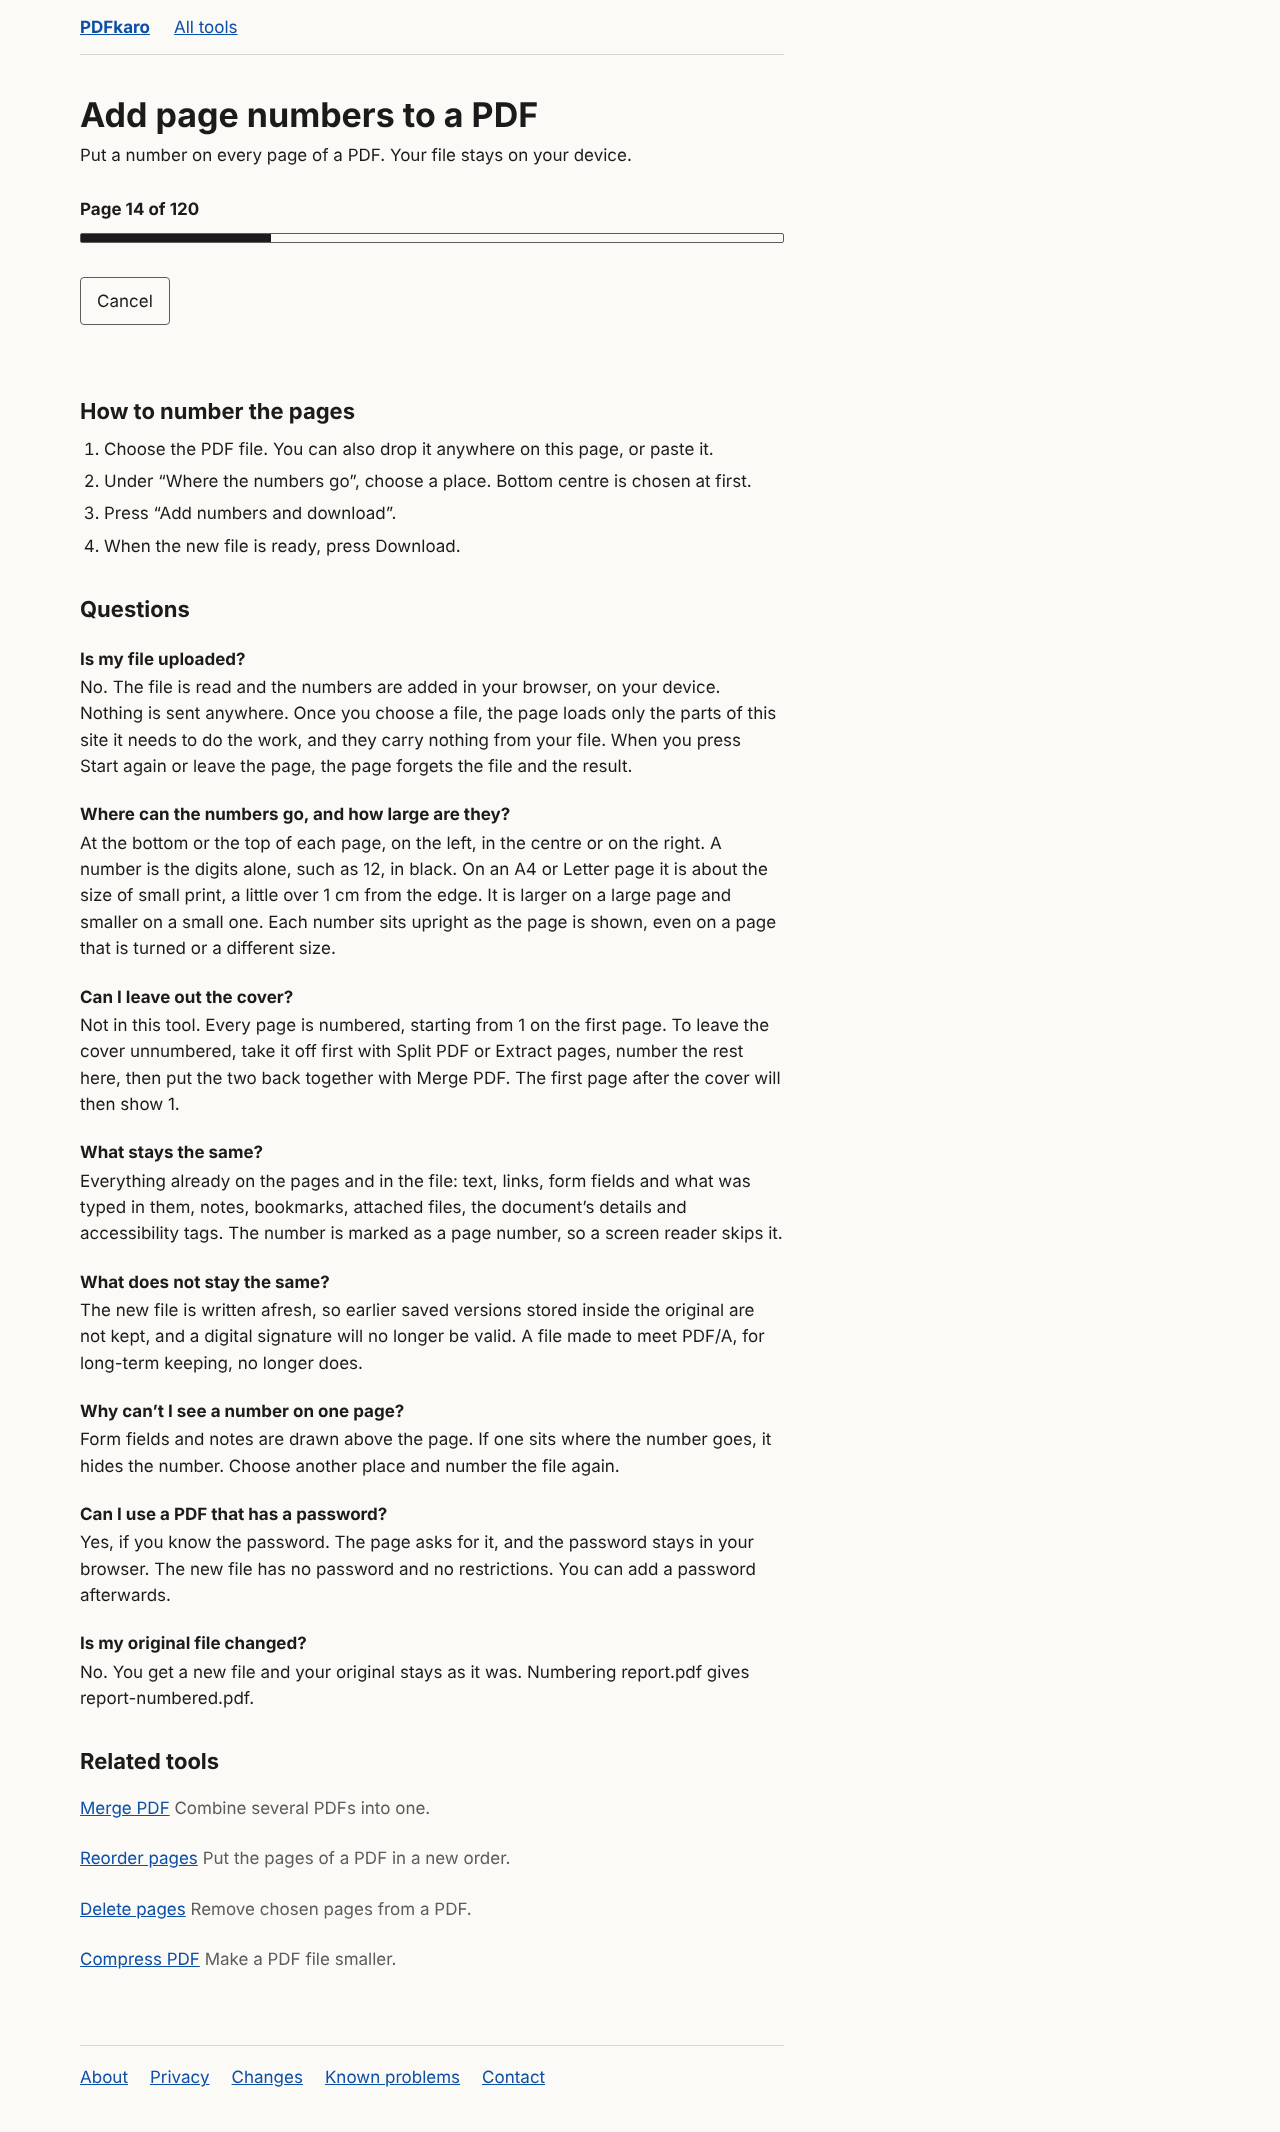 PDFkaro All tools
Add page numbers to a PDF
Put a number on every page of a PDF. Your file stays on your device.
Page 14 of 120
Cancel
How to number the pages
1. Choose the PDF file. You can also drop it anywhere on this page, or paste it.
2. Under “Where the numbers go”, choose a place. Bottom centre is chosen at first.
3. Press “Add numbers and download”.
4. When the new file is ready, press Download.
Questions
Is my file uploaded?
No. The file is read and the numbers are added in your browser, on your device.
Nothing is sent anywhere. Once you choose a file, the page loads only the parts of this
site it needs to do the work, and they carry nothing from your file. When you press
Start again or leave the page, the page forgets the file and the result.
Where can the numbers go, and how large are they?
At the bottom or the top of each page, on the left, in the centre or on the right. A
number is the digits alone, such as 12, in black. On an A4 or Letter page it is about the
size of small print, a little over 1 cm from the edge. It is larger on a large page and
smaller on a small one. Each number sits upright as the page is shown, even on a page
that is turned or a different size.
Can I leave out the cover?
Not in this tool. Every page is numbered, starting from 1 on the first page. To leave the
cover unnumbered, take it off first with Split PDF or Extract pages, number the rest
here, then put the two back together with Merge PDF. The first page after the cover will
then show 1.
What stays the same?
Everything already on the pages and in the file: text, links, form fields and what was
typed in them, notes, bookmarks, attached files, the document’s details and
accessibility tags. The number is marked as a page number, so a screen reader skips it.
What does not stay the same?
The new file is written afresh, so earlier saved versions stored inside the original are
not kept, and a digital signature will no longer be valid. A file made to meet PDF/A, for
long-term keeping, no longer does.
Why can’t I see a number on one page?
Form fields and notes are drawn above the page. If one sits where the number goes, it
hides the number. Choose another place and number the file again.
Can I use a PDF that has a password?
Yes, if you know the password. The page asks for it, and the password stays in your
browser. The new file has no password and no restrictions. You can add a password
afterwards.
Is my original file changed?
No. You get a new file and your original stays as it was. Numbering report.pdf gives
report-numbered.pdf.
Related tools
Merge PDF Combine several PDFs into one.
Reorder pages Put the pages of a PDF in a new order.
Delete pages Remove chosen pages from a PDF.
Compress PDF Make a PDF file smaller.
About Privacy Changes Known problems Contact